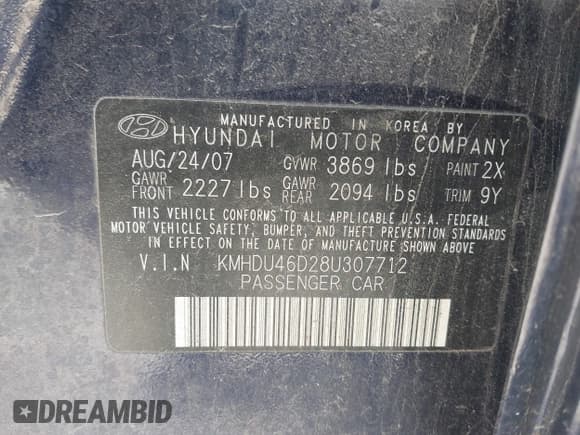 MANUFACTURED IN KOREA BY
HYUNDAI MOTOR COMPANY
AUG/24/07 GVWR 3869 lbs PAINT 2X
GAWR FRONT 2227 lbs GAWR REAR 2094 lbs TRIM 9Y
THIS VEHICLE CONFORMS TO ALL APPLICABLE U.S.A. FEDERAL
MOTOR VEHICLE SAFETY, BUMPER, AND THEFT PREVENTION STANDARDS
IN EFFECT ON THE DATE OF MANUFACTURE SHOWN ABOVE.
V.I.N KMHDU46D28U307712
PASSENGER CAR
DREAMBID